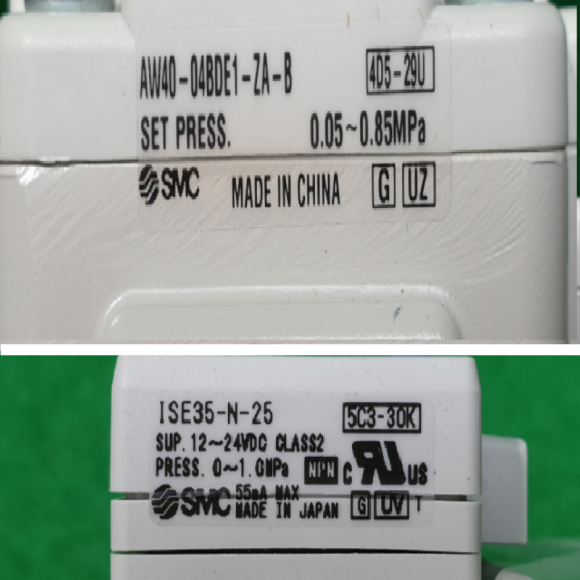 AW40-04BDE1-ZA-B 4D5-29U
SET PRESS. 0.05~0.85MPa
SMC MADE IN CHINA G UZ
ISE35-N-25 5C3-30K
SUP. 12~24VDC CLASS2
PRESS. 0~1.0MPa NPN c RU US
55mA MAX
SMC MADE IN JAPAN G UV T